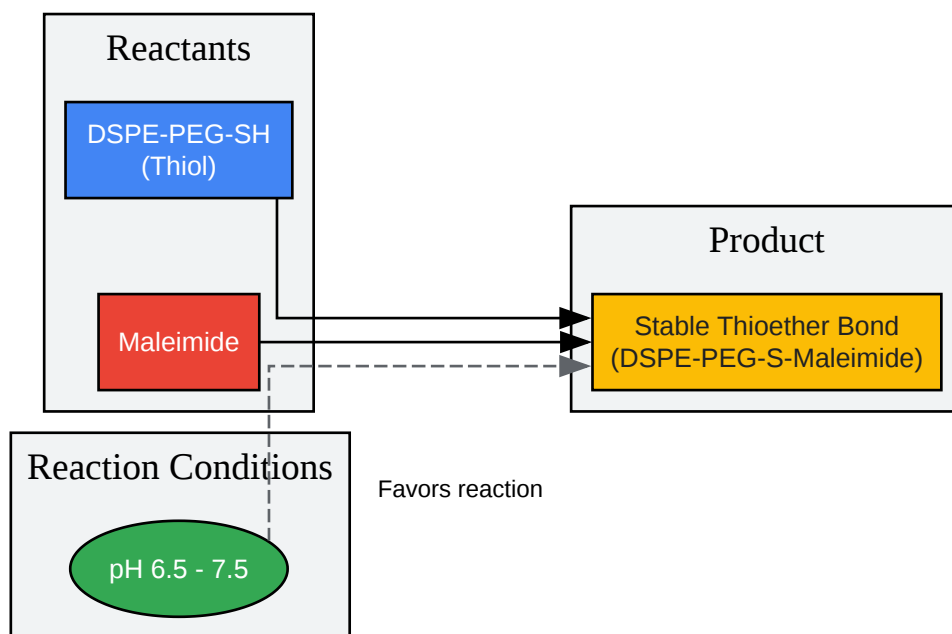 Reactants
DSPE-PEG-SH
(Thiol)
Maleimide
Product
Stable Thioether Bond
(DSPE-PEG-S-Maleimide)
Reaction Conditions
Favors reaction
pH 6.5 - 7.5